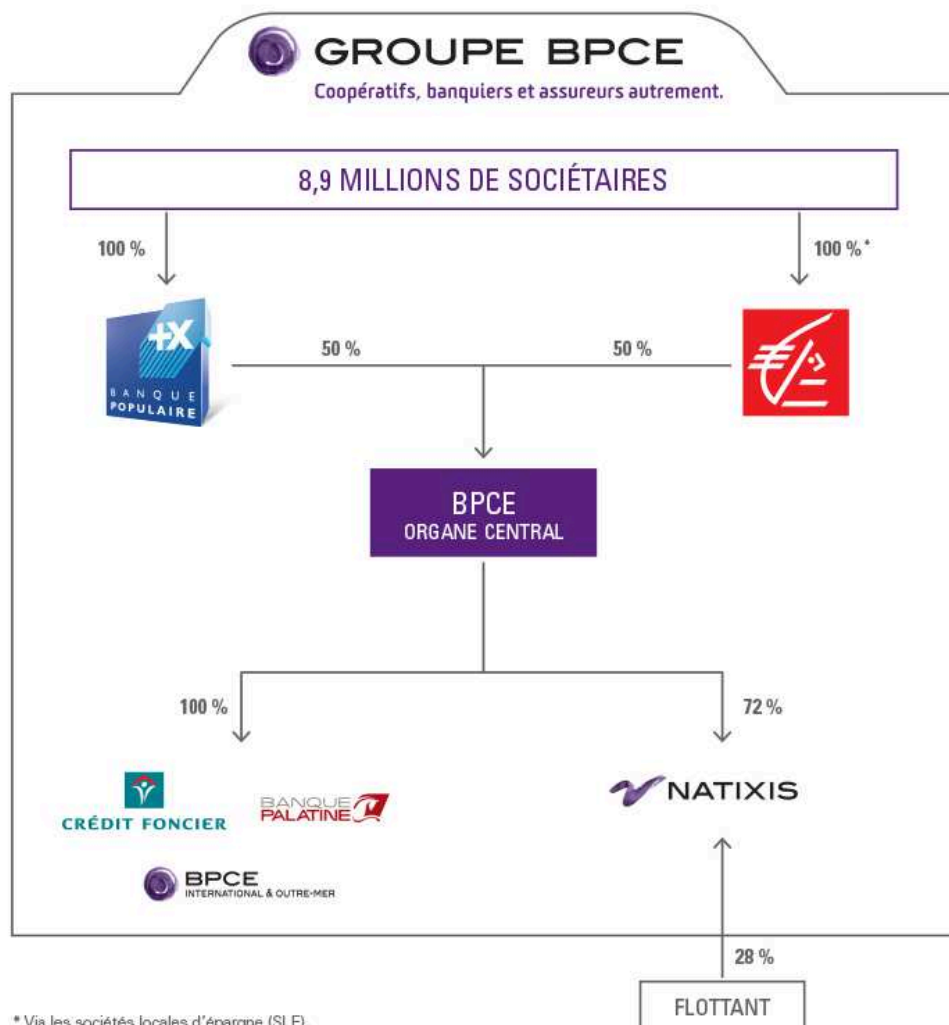 GROUPE BPCE
Coopératifs, banquiers et assureurs autrement.
8,9 MILLIONS DE SOCIÉTAIRES
100 %
100 %*
+X
BANQUE
POPULAIRE
50 %
50 %
BPCE
ORGANE CENTRAL
100 %
72 %
CRÉDIT FONCIER
BANQUE
PALATINE
NATIXIS
BPCE
INTERNATIONAL & OUTRE-MER
28 %
FLOTTANT
* Via les sociétés locales d'épargne (SLE).